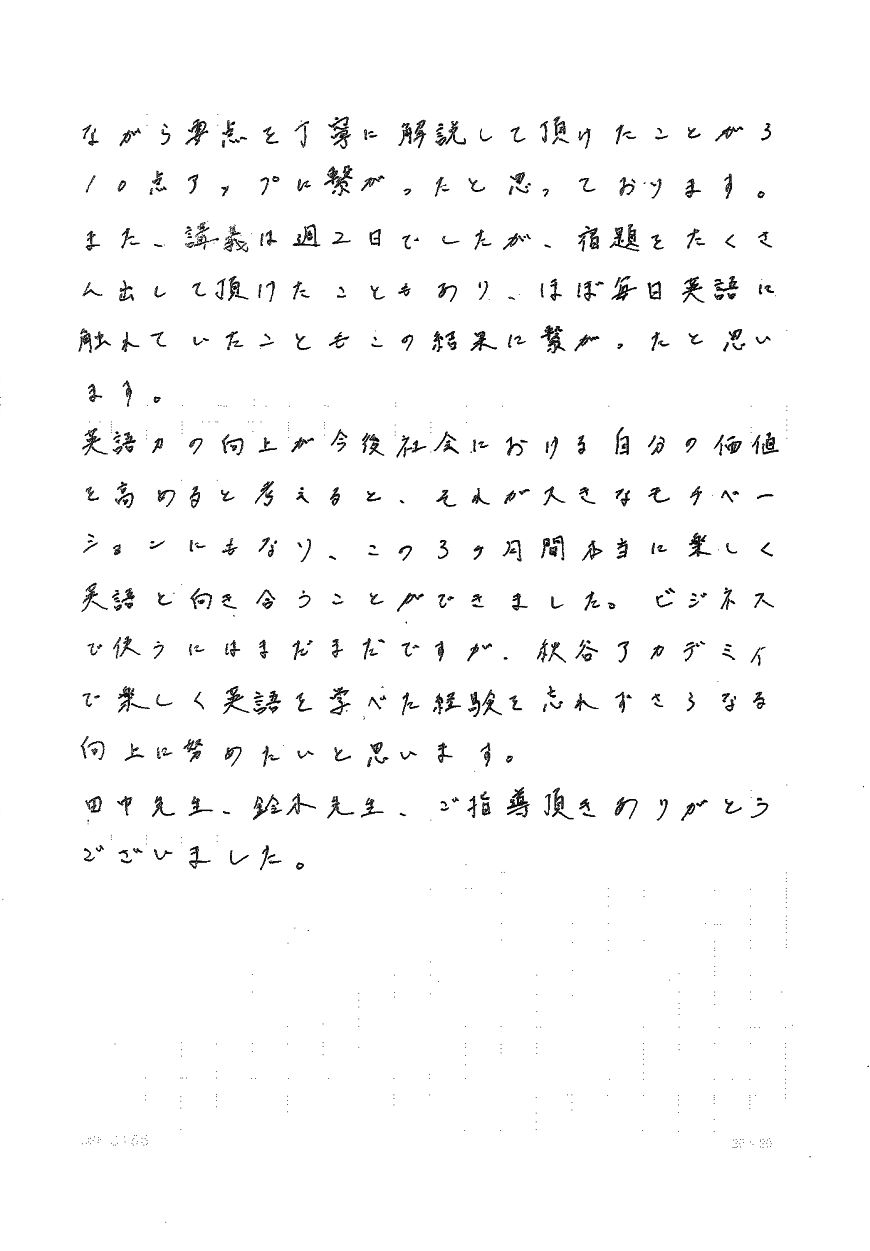 ながら要点を丁寧に解説して頂けたことが3
10点アップに繋がったと思っております。
また、講義は週2日でしたが、宿題をたくさ
ん出して頂けたこともあり、ほぼ毎日英語に
触れていたこともこの結果に繋がったと思い
ます。
英語力の向上が今後社会における自分の価値
を高めると考えると、それが大きなモチベー
ションにもなり、この3ヶ月間本当に楽しく
英語と向き合うことができました。ビジネス
で使うにはまだまだですが、秋谷アカデミイ
で楽しく英語を学べた経験を忘れずさらなる
向上に努めたいと思います。
田中先生、鈴木先生、ご指導頂きありがとう
ございました。